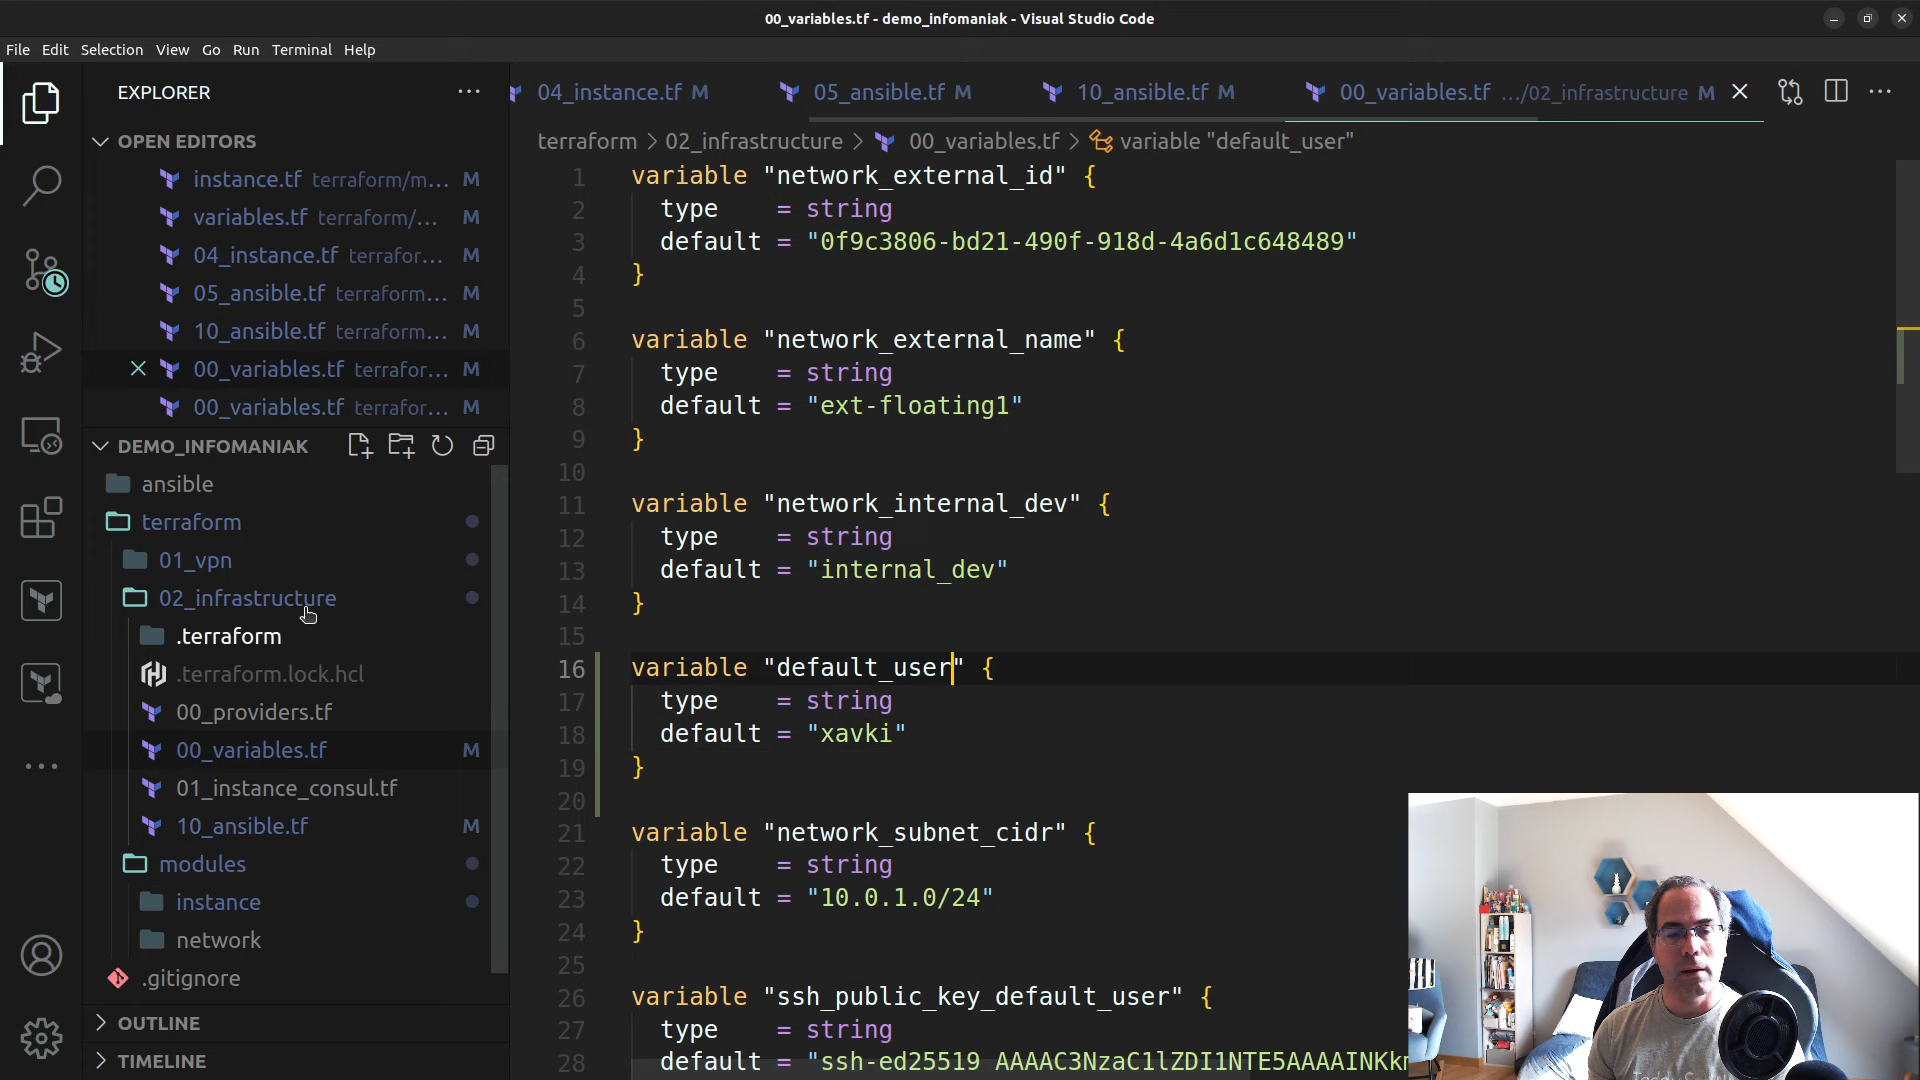 00_variables.tf - demo_infomaniak - Visual Studio Code
File Edit Selection View Go Run Terminal Help
EXPLORER
OPEN EDITORS
instance.tf terraform/m... M
variables.tf terraform/... M
04_instance.tf terrafor... M
05_ansible.tf terraform... M
10_ansible.tf terraform... M
00_variables.tf terrafor... M
00_variables.tf terrafor... M
DEMO_INFOMANIAK
ansible
terraform
01_vpn
02_infrastructure
.terraform
.terraform.lock.hcl
00_providers.tf
00_variables.tf M
01_instance_consul.tf
10_ansible.tf M
modules
instance
network
.gitignore
OUTLINE
TIMELINE
04_instance.tf M 05_ansible.tf M 10_ansible.tf M 00_variables.tf .../02_infrastructure M
terraform > 02_infrastructure > 00_variables.tf > variable "default_user"
1 variable "network_external_id" {
2 type = string
3 default = "0f9c3806-bd21-490f-918d-4a6d1c648489"
4 }
5
6 variable "network_external_name" {
7 type = string
8 default = "ext-floating1"
9 }
10
11 variable "network_internal_dev" {
12 type = string
13 default = "internal_dev"
14 }
15
16 variable "default_user" {
17 type = string
18 default = "xavki"
19 }
20
21 variable "network_subnet_cidr" {
22 type = string
23 default = "10.0.1.0/24"
24 }
25
26 variable "ssh_public_key_default_user" {
27 type = string
28 default = "ssh-ed25519 AAAAC3NzaC1lZDI1NTE5AAAAINKk